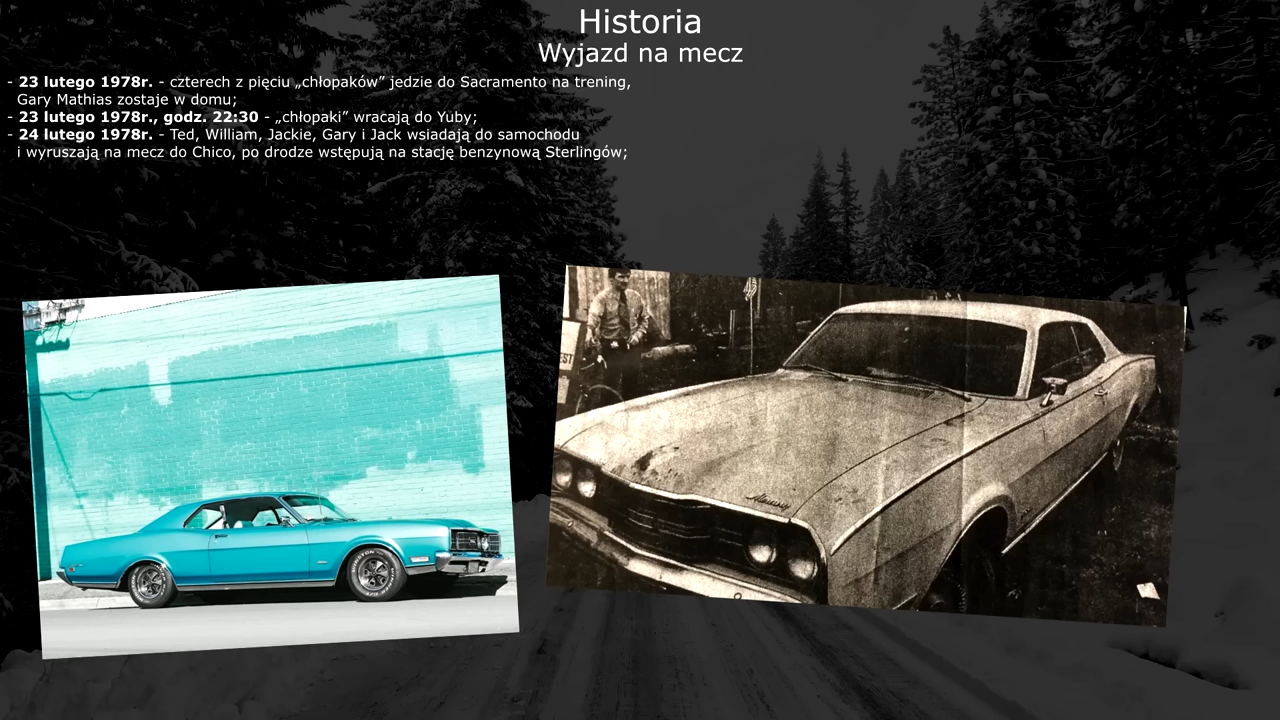 Historia
Wyjazd na mecz
- 23 lutego 1978r. - czterech z pięciu „chłopaków” jedzie do Sacramento na trening,
Gary Mathias zostaje w domu;
- 23 lutego 1978r., godz. 22:30 - „chłopaki” wracają do Yuby;
- 24 lutego 1978r. - Ted, William, Jackie, Gary i Jack wsiadają do samochodu
i wyruszają na mecz do Chico, po drodze wstępują na stację benzynową Sterlingów;
EST
Mercury